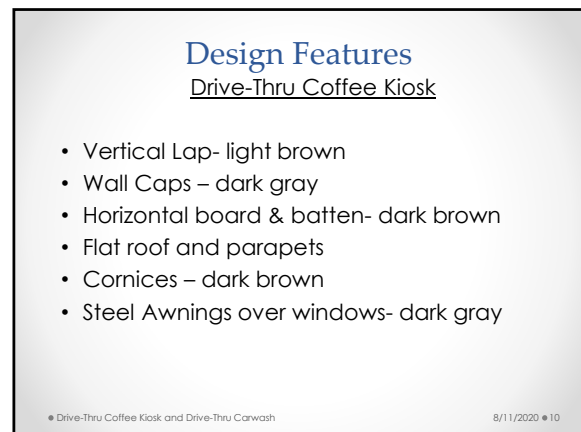 Design Features
Drive-Thru Coffee Kiosk
• Vertical Lap- light brown
• Wall Caps – dark gray
• Horizontal board & batten- dark brown
• Flat roof and parapets
• Cornices – dark brown
• Steel Awnings over windows- dark gray
• Drive-Thru Coffee Kiosk and Drive-Thru Carwash 8/11/2020 • 10